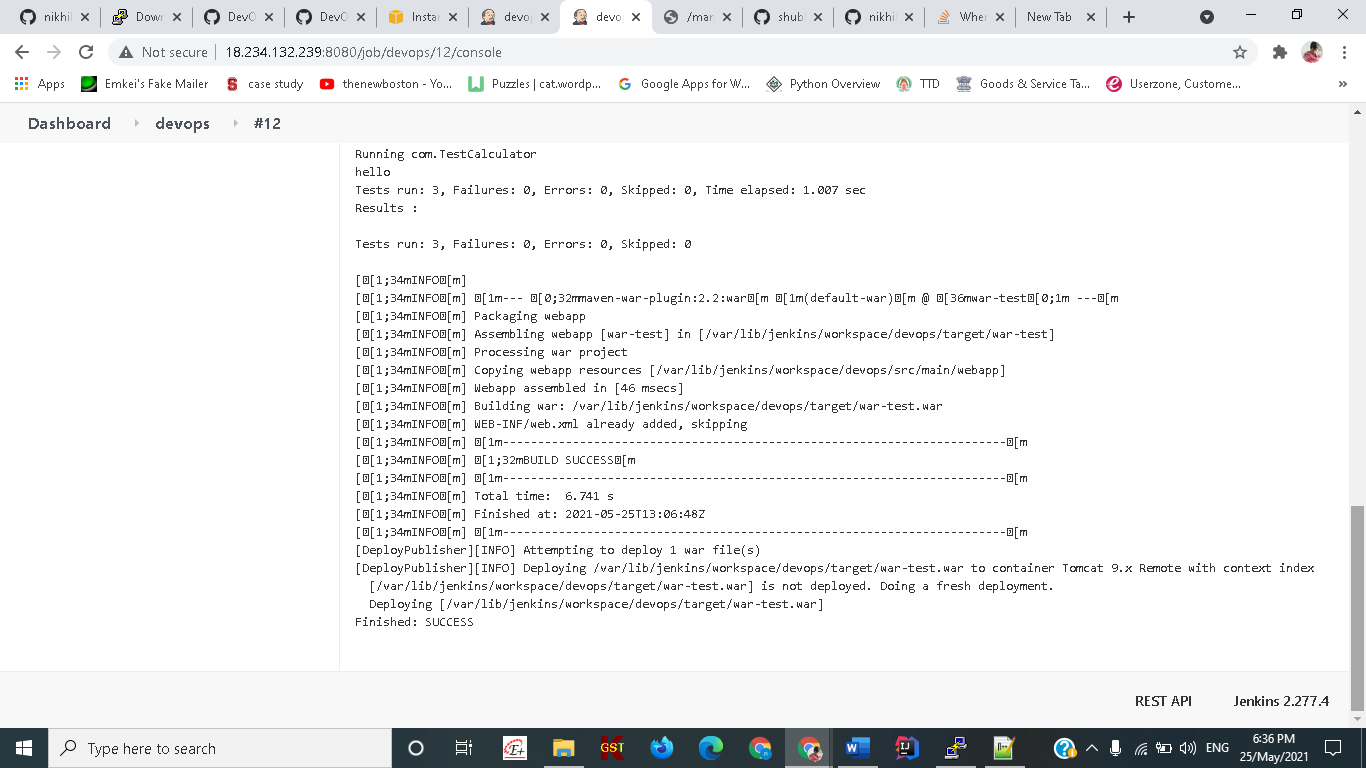 nikhil
Down
DevO
DevO
Instan
devop
devo
/man
shub
nikhil
Wher
New Tab
Not secure
18.234.132.239:8080/job/devops/12/console
Apps
Emkei's Fake Mailer
case study
thenewboston - Yo...
Puzzles | cat.wordp...
Google Apps for W...
Python Overview
TTD
Goods & Service Ta...
Userzone, Custome...
»
Dashboard
devops
#12
Running com.TestCalculator
hello
Tests run: 3, Failures: 0, Errors: 0, Skipped: 0, Time elapsed: 1.007 sec
Results :
Tests run: 3, Failures: 0, Errors: 0, Skipped: 0
[[1;34mINFO[m]
[[1;34mINFO[m] [1m--- [0;32mmaven-war-plugin:2.2:war[m [1m(default-war)[m @ [36mwar-test[0;1m ---[m
[[1;34mINFO[m] Packaging webapp
[[1;34mINFO[m] Assembling webapp [war-test] in [/var/lib/jenkins/workspace/devops/target/war-test]
[[1;34mINFO[m] Processing war project
[[1;34mINFO[m] Copying webapp resources [/var/lib/jenkins/workspace/devops/src/main/webapp]
[[1;34mINFO[m] Webapp assembled in [46 msecs]
[[1;34mINFO[m] Building war: /var/lib/jenkins/workspace/devops/target/war-test.war
[[1;34mINFO[m] WEB-INF/web.xml already added, skipping
[[1;34mINFO[m] [1m------------------------------------------------------------------------[m
[[1;34mINFO[m] [1;32mBUILD SUCCESS[m
[[1;34mINFO[m] [1m------------------------------------------------------------------------[m
[[1;34mINFO[m] Total time:  6.741 s
[[1;34mINFO[m] Finished at: 2021-05-25T13:06:48Z
[[1;34mINFO[m] [1m------------------------------------------------------------------------[m
[DeployPublisher][INFO] Attempting to deploy 1 war file(s)
[DeployPublisher][INFO] Deploying /var/lib/jenkins/workspace/devops/target/war-test.war to container Tomcat 9.x Remote with context index
[/var/lib/jenkins/workspace/devops/target/war-test.war] is not deployed. Doing a fresh deployment.
Deploying [/var/lib/jenkins/workspace/devops/target/war-test.war]
Finished: SUCCESS
REST API
Jenkins 2.277.4
Type here to search
E+
GST
ENG
6:36 PM
25/May/2021